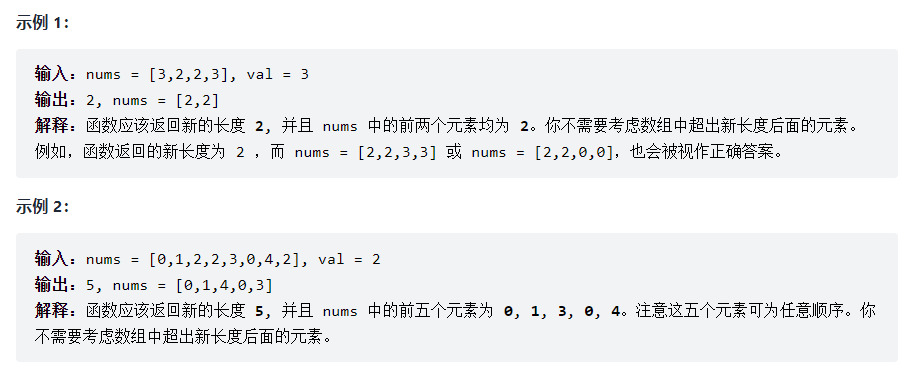 示例 1：
输入：nums = [3,2,2,3], val = 3
输出：2, nums = [2,2]
解释：函数应该返回新的长度 2, 并且 nums 中的前两个元素均为 2。你不需要考虑数组中超出新长度后面的元素。
例如，函数返回的新长度为 2 ，而 nums = [2,2,3,3] 或 nums = [2,2,0,0]，也会被视作正确答案。
示例 2：
输入：nums = [0,1,2,2,3,0,4,2], val = 2
输出：5, nums = [0,1,4,0,3]
解释：函数应该返回新的长度 5, 并且 nums 中的前五个元素为 0, 1, 3, 0, 4。注意这五个元素可为任意顺序。你
不需要考虑数组中超出新长度后面的元素。